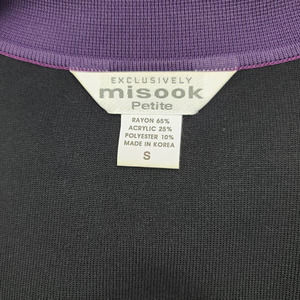 EXCLUSIVELY
misook
Petite
RAYON 65%
ACRYLIC 25%
POLYESTER 10%
MADE IN KOREA
S